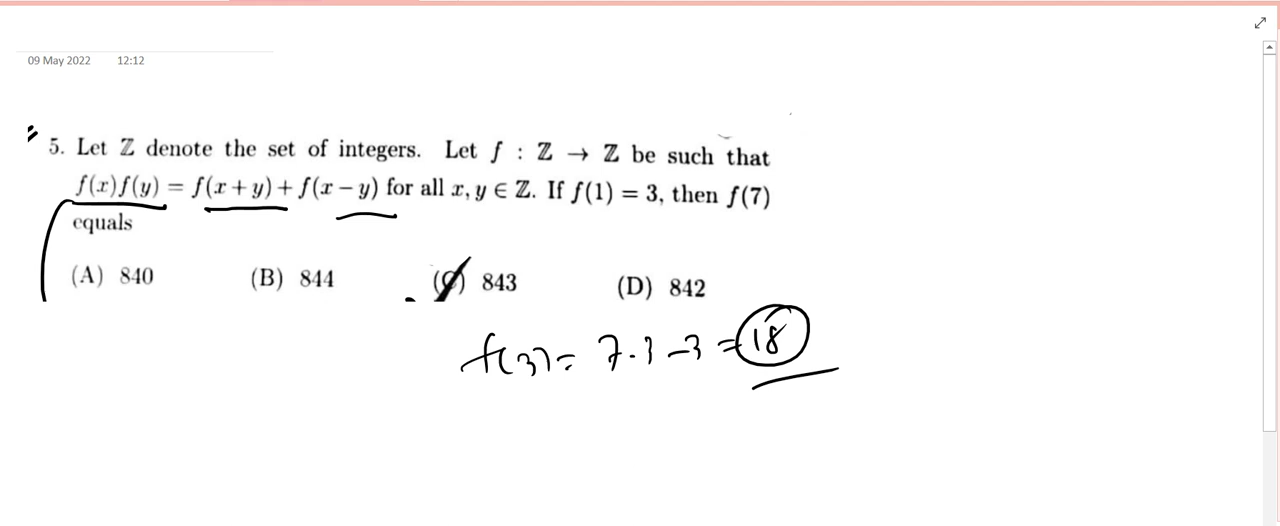 09 May 2022 12:12
5. Let ℤ denote the set of integers. Let f : ℤ → ℤ be such that
f(x)f(y) = f(x + y) + f(x − y) for all x, y ∈ ℤ. If f(1) = 3, then f(7)
equals
(A) 840 (B) 844 (C) 843 (D) 842
f(3) = 7·3 −3 = 18